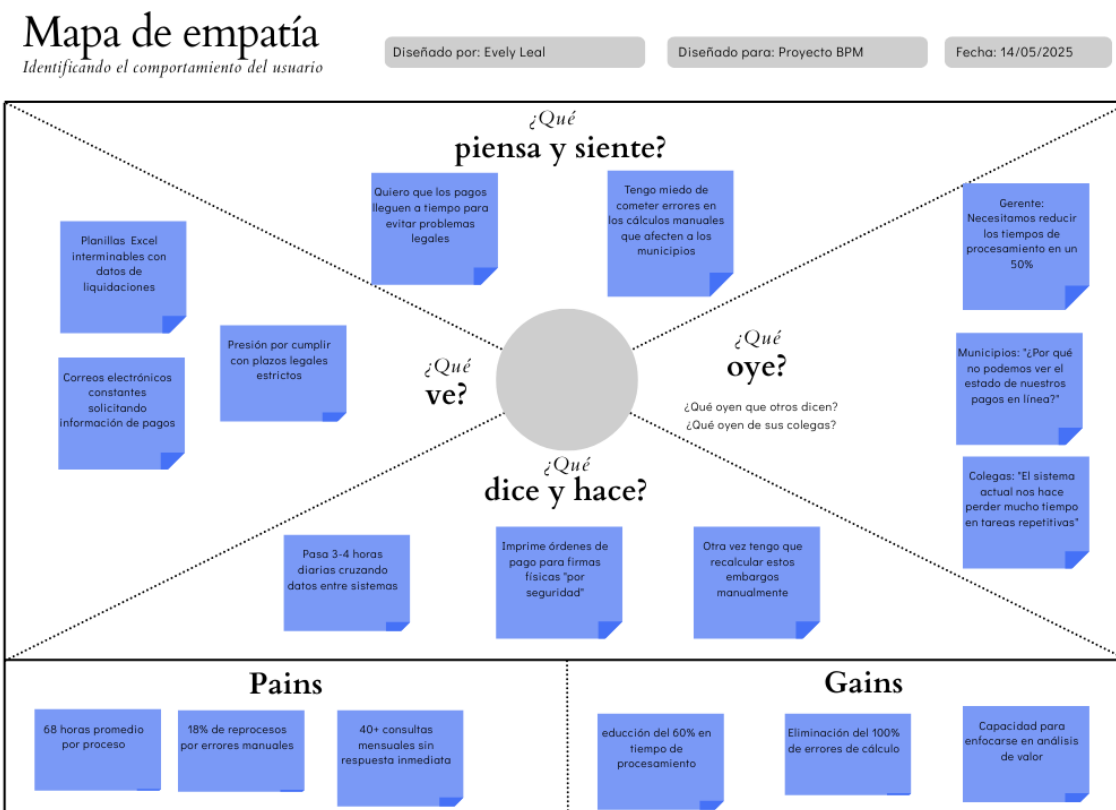 Mapa de empatía
Identificando el comportamiento del usuario
Diseñado por: Evely Leal
Diseñado para: Proyecto BPM
Fecha: 14/05/2025
¿Qué
piensa y siente?
Quiero que los pagos
lleguen a tiempo para
evitar problemas
legales
Tengo miedo de
cometer errores en
los cálculos manuales
que afecten a los
municipios
Planillas Excel
interminables con
datos de
liquidaciones
Presión por cumplir
con plazos legales
estrictos
Correos electrónicos
constantes
solicitando
información de pagos
¿Qué
ve?
¿Qué
oye?
¿Qué oyen que otros dicen?
¿Qué oyen de sus colegas?
Gerente:
Necesitamos reducir
los tiempos de
procesamiento en un
50%
Municipios: "¿Por qué
no podemos ver el
estado de nuestros
pagos en línea?"
Colegas: "El sistema
actual nos hace
perder mucho tiempo
en tareas repetitivas"
¿Qué
dice y hace?
Pasa 3-4 horas
diarias cruzando
datos entre sistemas
Imprime órdenes de
pago para firmas
físicas "por
seguridad"
Otra vez tengo que
recalcular estos
embargos
manualmente
Pains
68 horas promedio
por proceso
18% de reprocesos
por errores manuales
40+ consultas
mensuales sin
respuesta inmediata
Gains
educción del 60% en
tiempo de
procesamiento
Eliminación del 100%
de errores de cálculo
Capacidad para
enfocarse en análisis
de valor